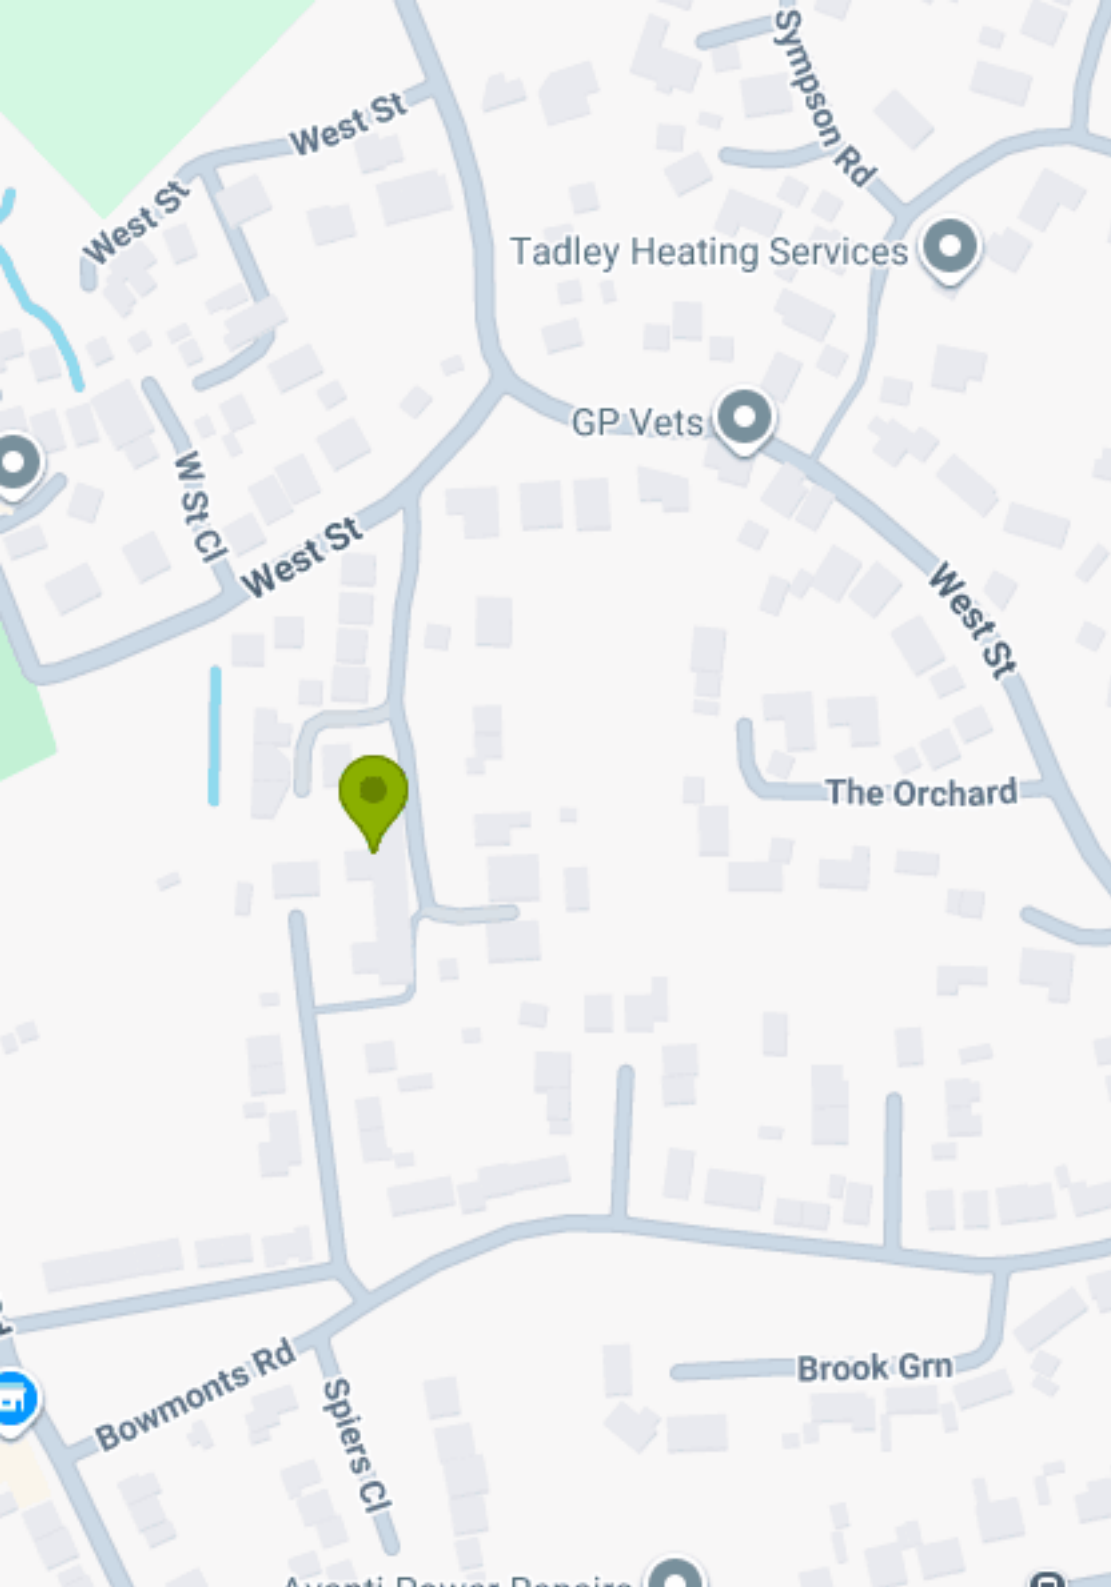 Sympson Rd
West St
West St
Tadley Heating Services
GP Vets
W St Cl
West St
West St
The Orchard
Bowmonts Rd
Brook Grn
Spiers Cl